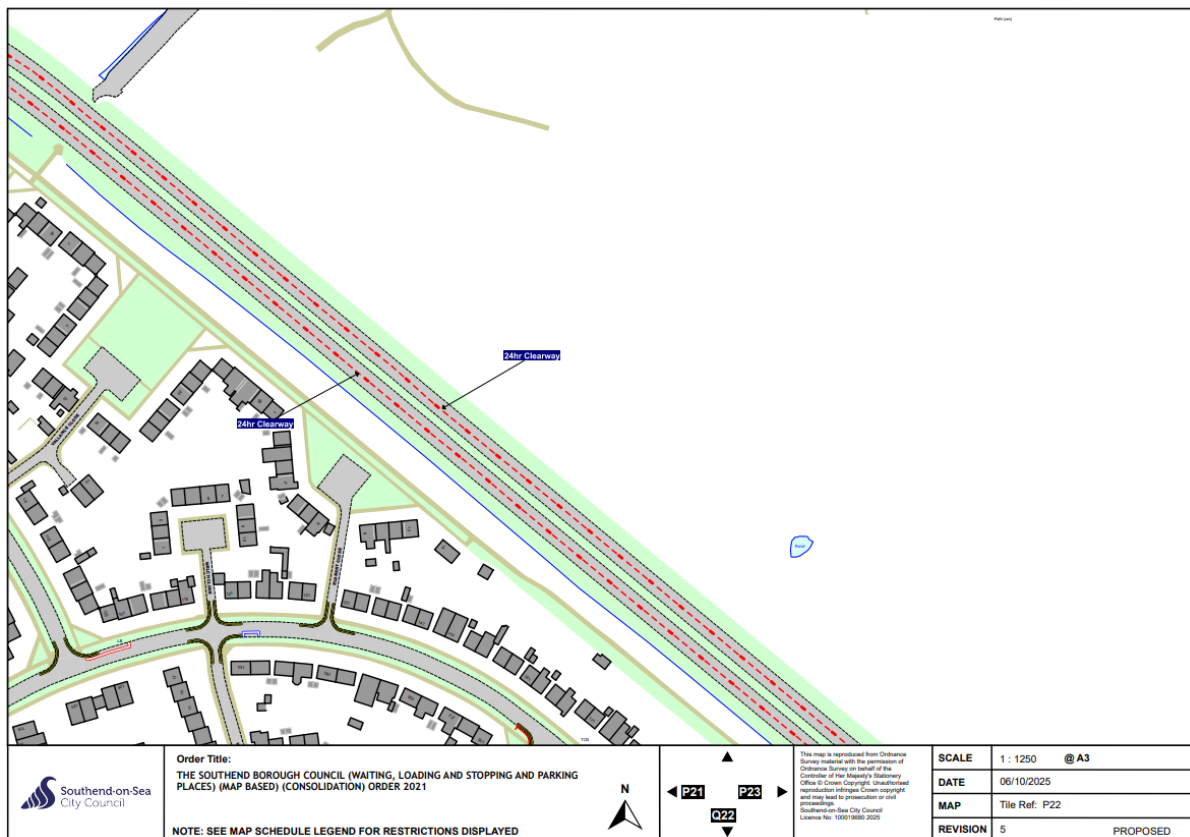 Path (um)
24hr Clearway
24hr Clearway
Pond
Southend-on-Sea
City Council
Order Title:
THE SOUTHEND BOROUGH COUNCIL (WAITING, LOADING AND STOPPING AND PARKING
PLACES) (MAP BASED) (CONSOLIDATION) ORDER 2021
NOTE: SEE MAP SCHEDULE LEGEND FOR RESTRICTIONS DISPLAYED
N
P21
P23
Q22
This map is reproduced from Ordnance
Survey material with the permission of
Ordnance Survey on behalf of the
Controller of Her Majesty's Stationery
Office © Crown Copyright. Unauthorised
reproduction infringes Crown copyright
and may lead to prosecution or civil
proceedings.
Southend-on-Sea City Council
Licence No: 100019680 2025
SCALE 1 : 1250 @ A3
DATE 06/10/2025
MAP Tile Ref: P22
REVISION 5 PROPOSED